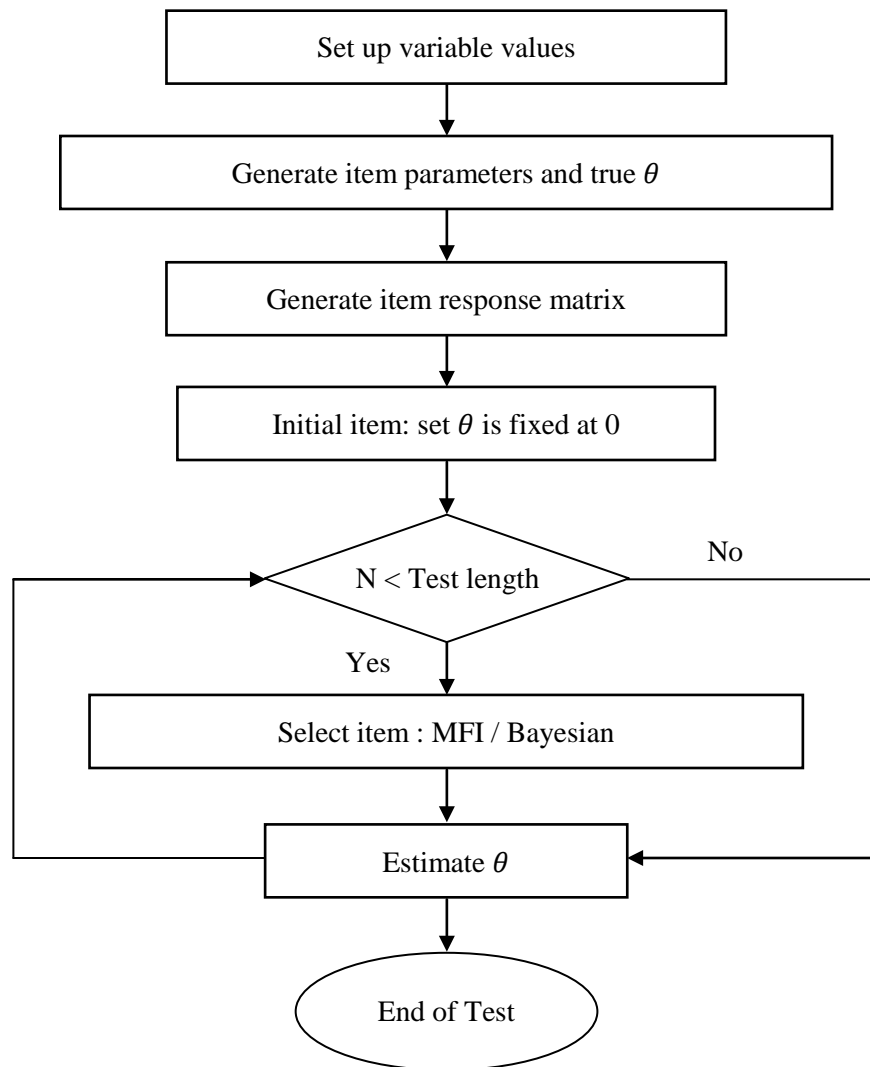 Set up variable values
Generate item parameters and true 𝜃
Generate item response matrix
Initial item: set 𝜃 is fixed at 0
N < Test length
No
Yes
Select item : MFI / Bayesian
Estimate 𝜃
End of Test